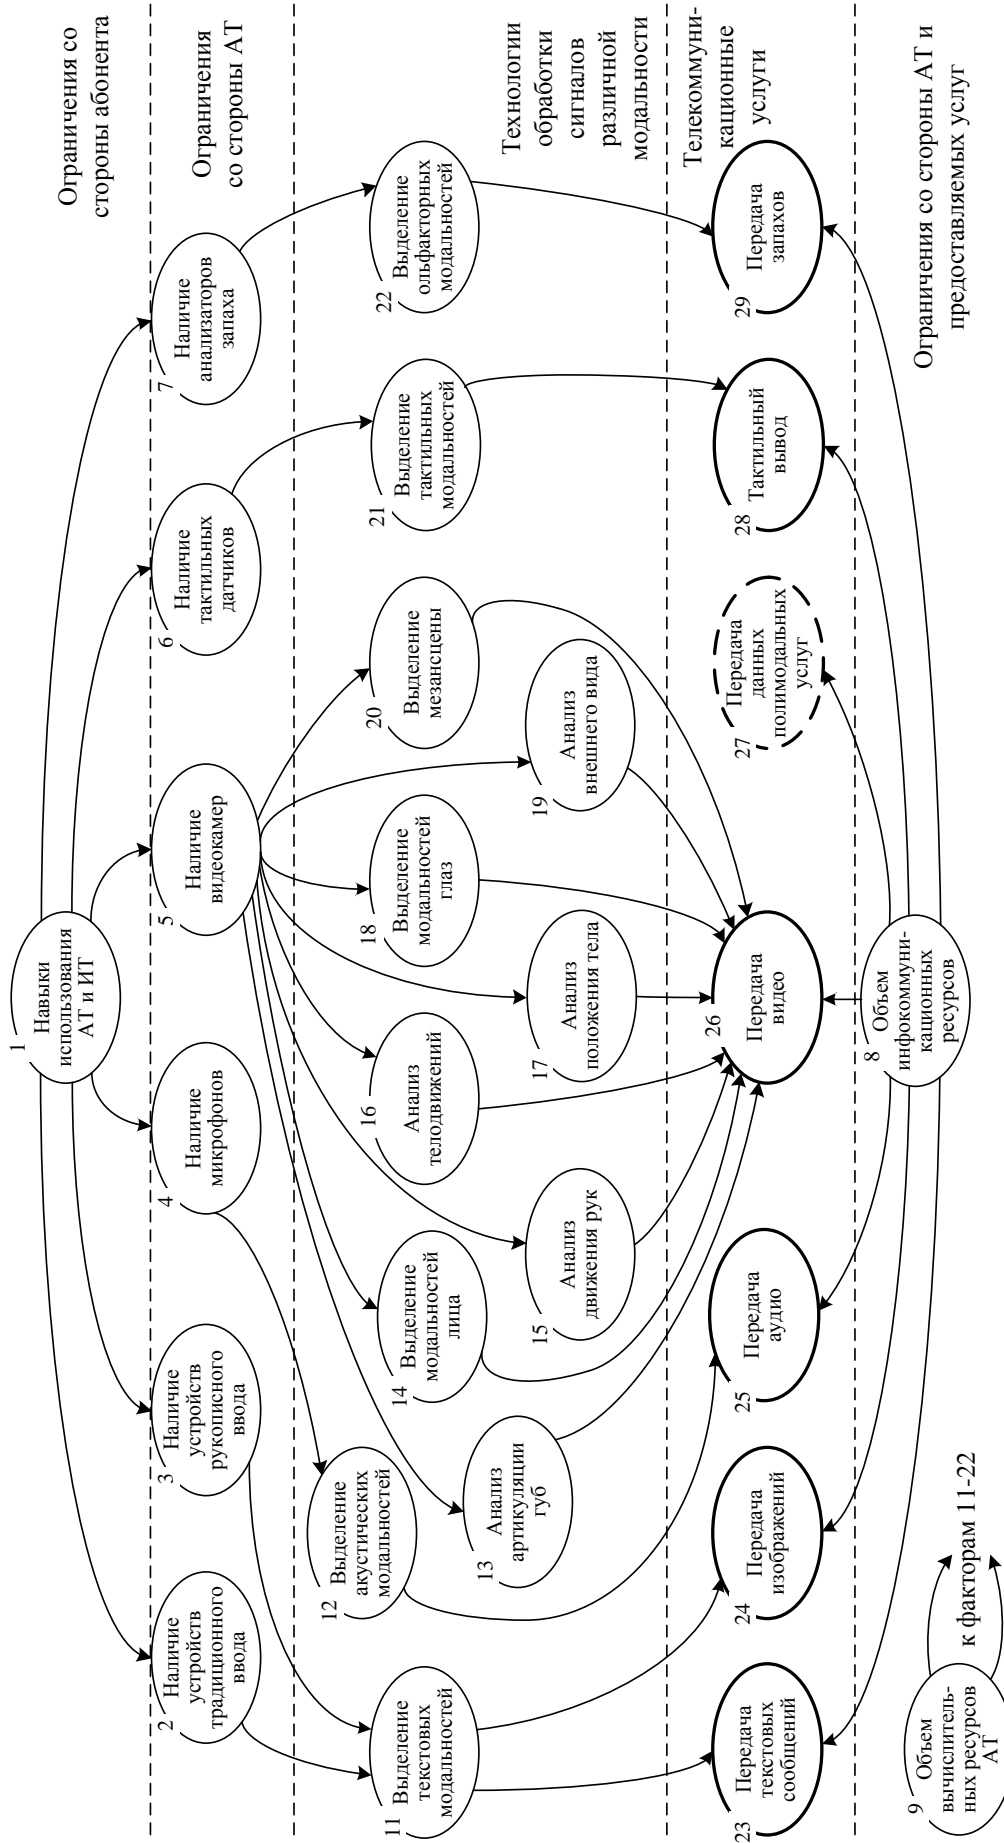 Ограничения со
стороны абонента
1
Навыки
использования
АТ и ИТ
Ограничения
со стороны АТ
2
Наличие
устройств
традиционного
ввода
3
Наличие
устройств
рукописного
ввода
4
Наличие
микрофонов
5
Наличие
видеокамер
6
Наличие
тактильных
датчиков
7
Наличие
анализаторов
запаха
Технологии
обработки
сигналов
различной
модальности
11
Выделение
текстовых
модальностей
12
Выделение
акустических
модальностей
13
Анализ
артикуляции
губ
14
Выделение
модальностей
лица
15
Анализ
движения рук
16
Анализ
телодвижений
17
Анализ
положения тела
18
Выделение
модальностей
глаз
19
Анализ
внешнего вида
20
Выделение
мезансцены
21
Выделение
тактильных
модальностей
22
Выделение
ольфакторных
модальностей
Телекоммуни-
кационные
услуги
23
Передача
текстовых
сообщений
24
Передача
изображений
25
Передача
аудио
26
Передача
видео
27
Передача
данных
полимодальных
услуг
28
Тактильный
вывод
29
Передача
запахов
Ограничения со стороны АТ и
предоставляемых услуг
8
Объем
инфокоммуни-
кационных
ресурсов
9
Объем
вычислитель-
ных ресурсов
АТ
к факторам 11-22